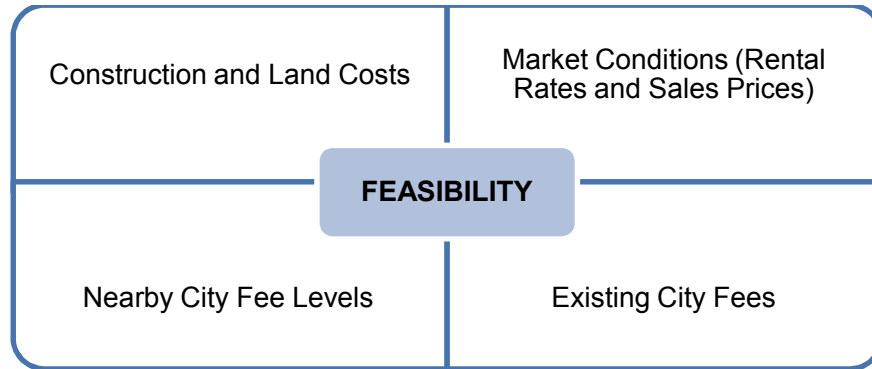 Construction and Land Costs
Market Conditions (Rental
Rates and Sales Prices)
FEASIBILITY
Nearby City Fee Levels
Existing City Fees